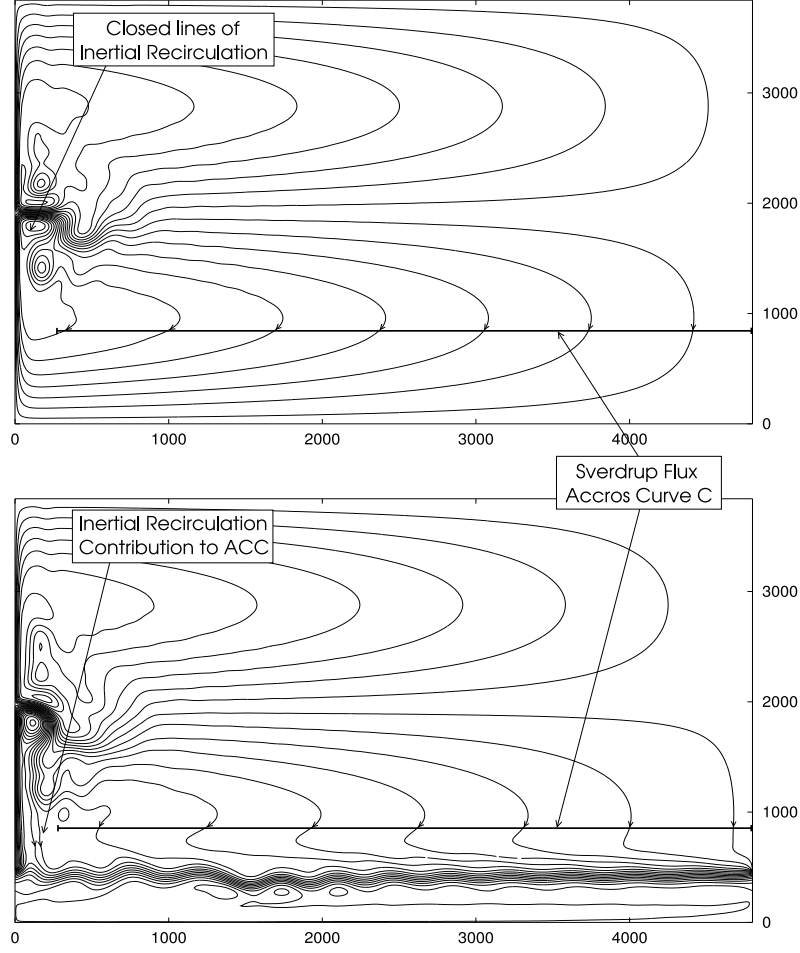 Closed lines of
Inertial Recirculation
3000
2000
1000
0
0 1000 2000 3000 4000
Sverdrup Flux
Accros Curve C
Inertial Recirculation
Contribution to ACC
3000
2000
1000
0
0 1000 2000 3000 4000